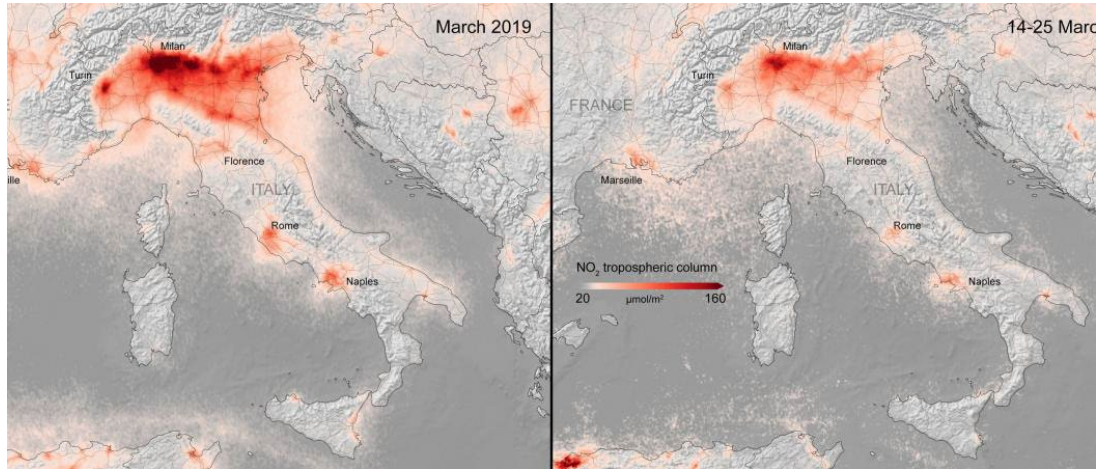 March 2019
Milan
Turin
Florence
ITALY
Rome
Naples
14-25 Marc
Milan
Turin
FRANCE
Florence
Marseille
ITALY
Rome
NO₂ tropospheric column
20 µmol/m² 160
Naples